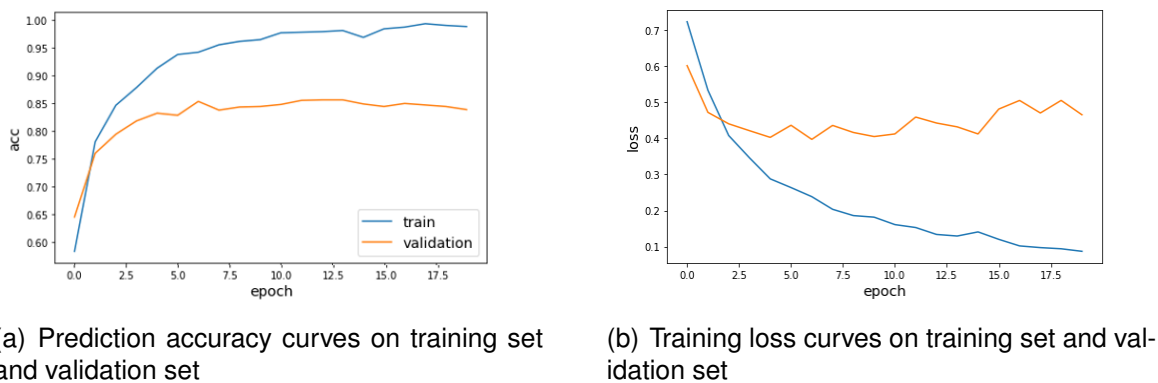 1.00
0.95
0.90
0.85
0.80
0.75
0.70
0.65
0.60
acc
0.0 2.5 5.0 7.5 10.0 12.5 15.0 17.5
epoch
train
validation
0.7
0.6
0.5
0.4
0.3
0.2
0.1
loss
0.0 2.5 5.0 7.5 10.0 12.5 15.0 17.5
epoch
a) Prediction accuracy curves on training set
and validation set
(b) Training loss curves on training set and val-
idation set